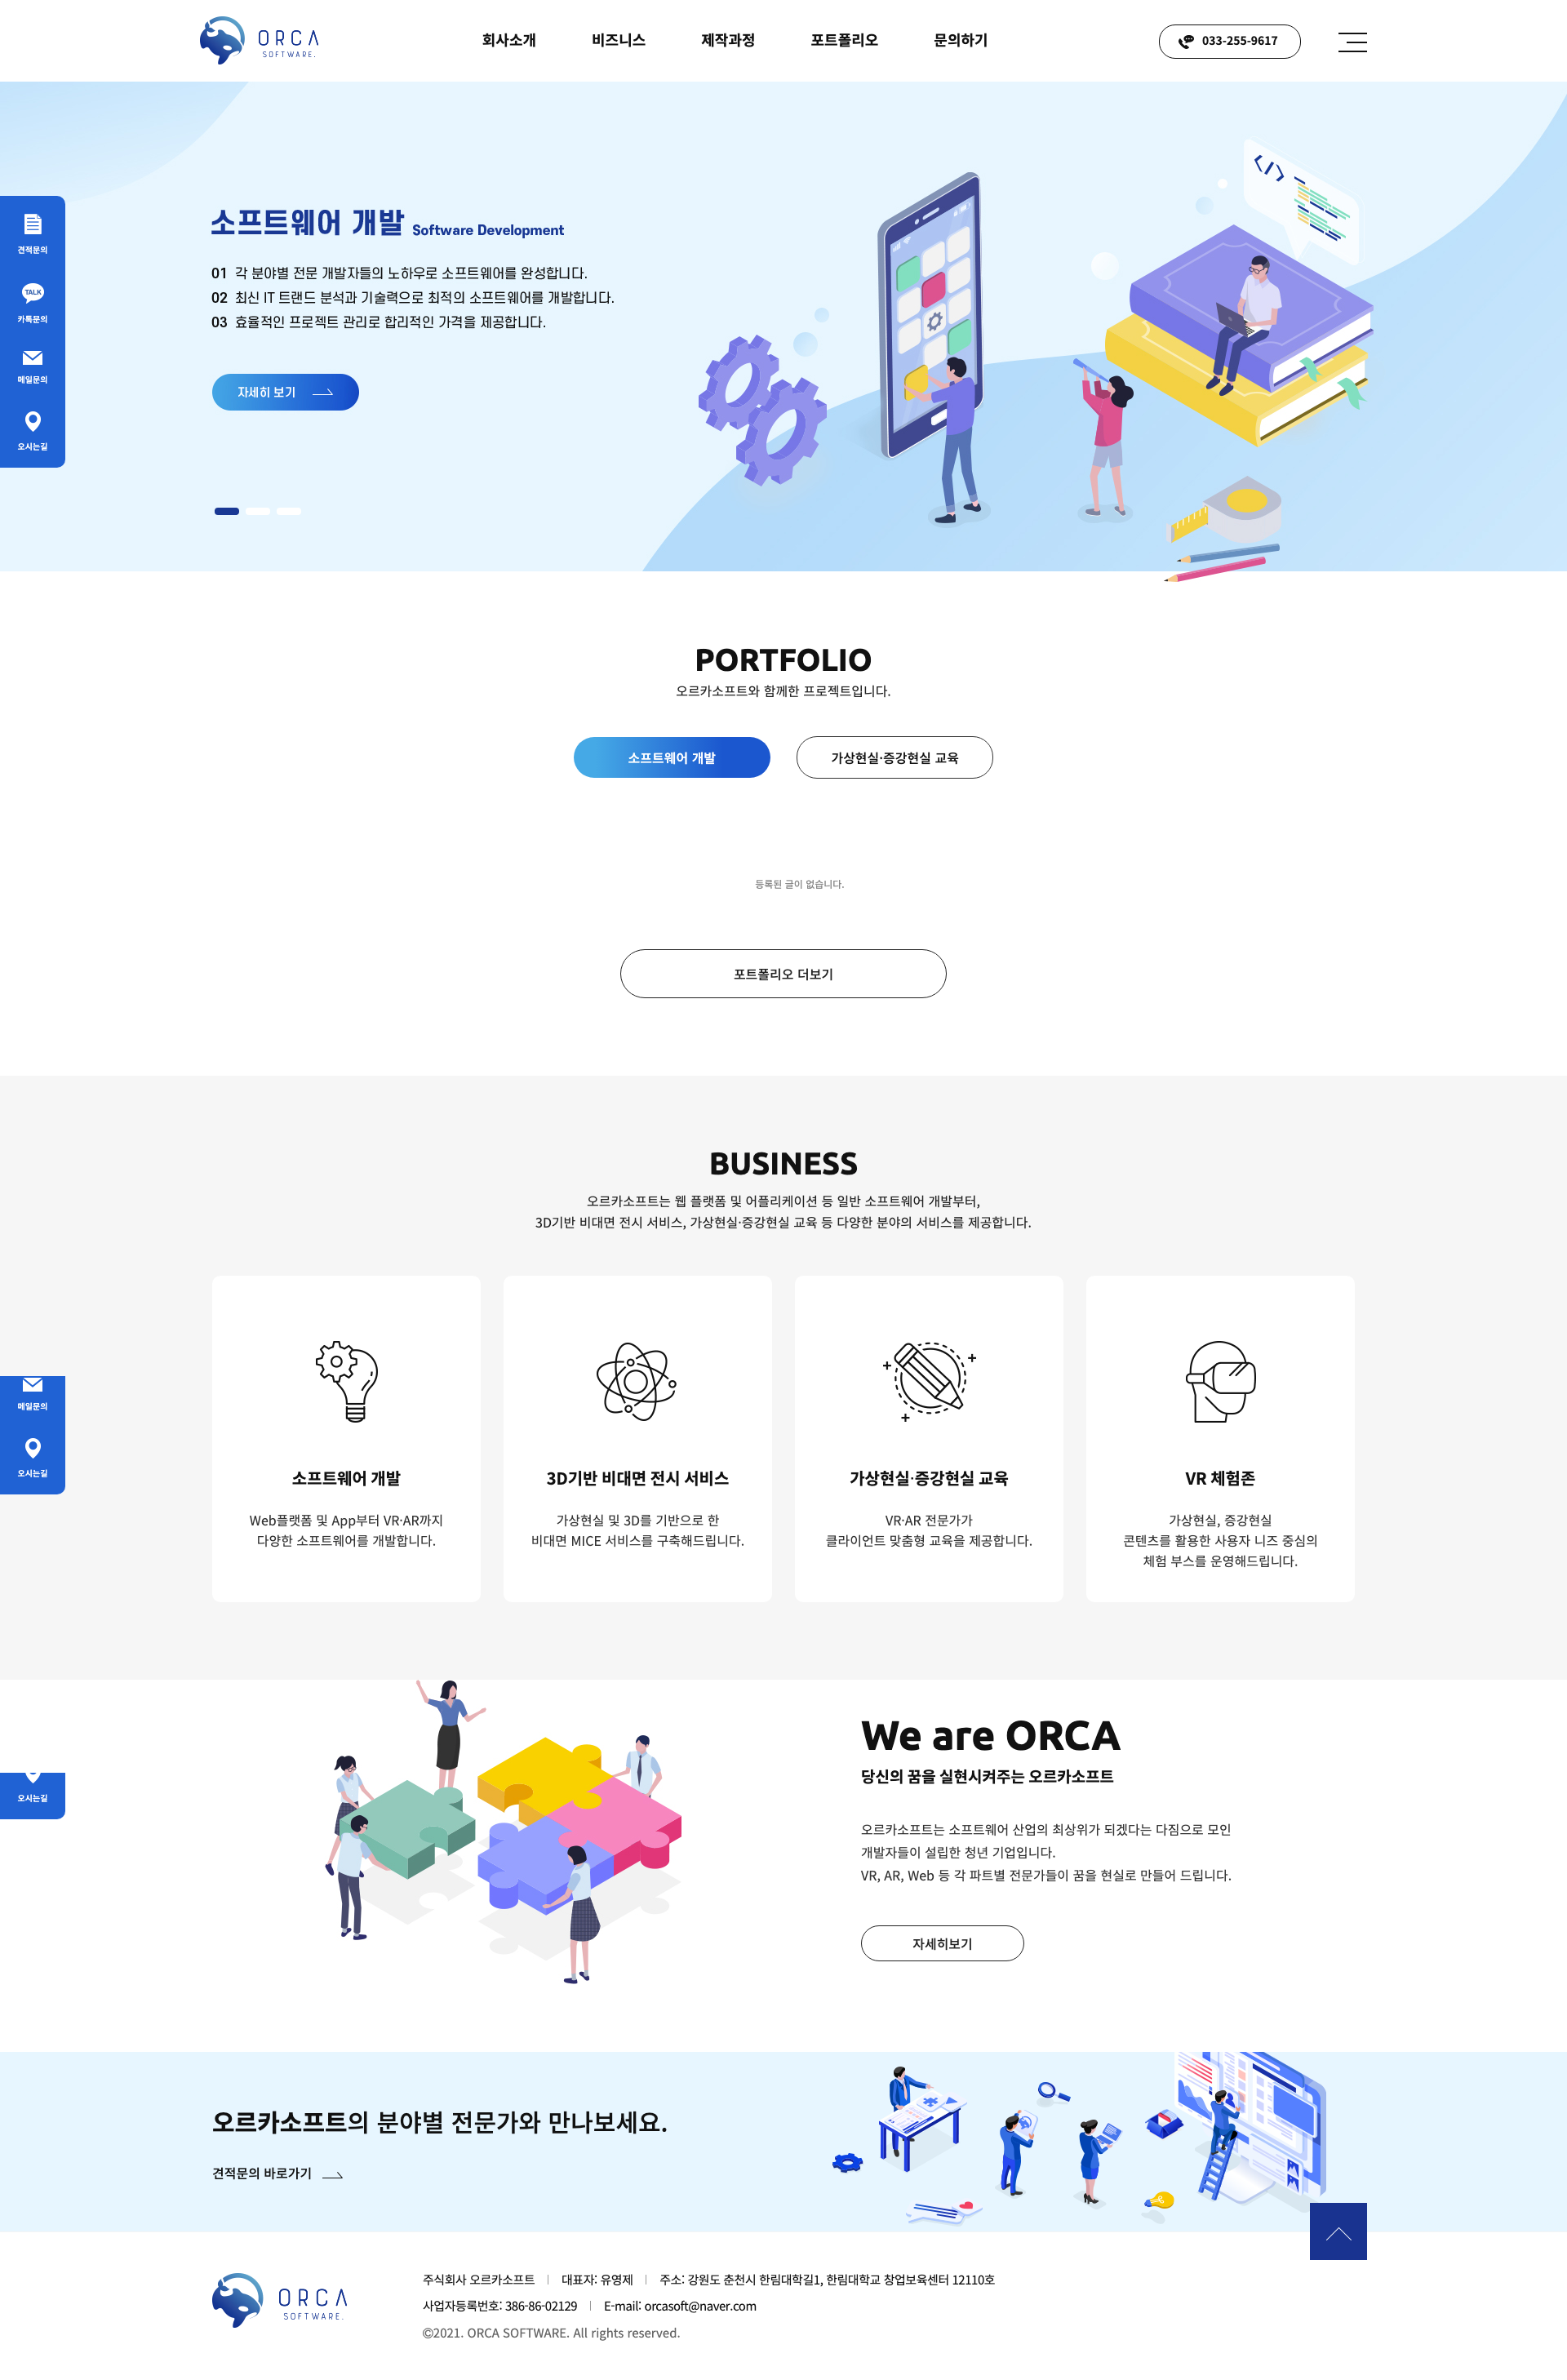 ORCA
SOFTWARE.
회사소개 비즈니스 제작과정 포트폴리오 문의하기
033-255-9617
견적문의
TALK
카톡문의
메일문의
오시는길
소프트웨어 개발 Software Development
01 각 분야별 전문 개발자들의 노하우로 소프트웨어를 완성합니다.
02 최신 IT 트랜드 분석과 기술력으로 최적의 소프트웨어를 개발합니다.
03 효율적인 프로젝트 관리로 합리적인 가격을 제공합니다.
자세히 보기
</>
PORTFOLIO
오르카소프트와 함께한 프로젝트입니다.
소프트웨어 개발 가상현실·증강현실 교육
등록된 글이 없습니다.
포트폴리오 더보기
BUSINESS
오르카소프트는 웹 플랫폼 및 어플리케이션 등 일반 소프트웨어 개발부터,
3D기반 비대면 전시 서비스, 가상현실·증강현실 교육 등 다양한 분야의 서비스를 제공합니다.
메일문의
오시는길
소프트웨어 개발
Web플랫폼 및 App부터 VR·AR까지
다양한 소프트웨어를 개발합니다.
3D기반 비대면 전시 서비스
가상현실 및 3D를 기반으로 한
비대면 MICE 서비스를 구축해드립니다.
가상현실·증강현실 교육
VR·AR 전문가가
클라이언트 맞춤형 교육을 제공합니다.
VR 체험존
가상현실, 증강현실
콘텐츠를 활용한 사용자 니즈 중심의
체험 부스를 운영해드립니다.
오시는길
We are ORCA
당신의 꿈을 실현시켜주는 오르카소프트
오르카소프트는 소프트웨어 산업의 최상위가 되겠다는 다짐으로 모인
개발자들이 설립한 청년 기업입니다.
VR, AR, Web 등 각 파트별 전문가들이 꿈을 현실로 만들어 드립니다.
자세히보기
오르카소프트의 분야별 전문가와 만나보세요.
견적문의 바로가기
ORCA
SOFTWARE.
주식회사 오르카소프트 | 대표자: 유영제 | 주소: 강원도 춘천시 한림대학길1, 한림대학교 창업보육센터 12110호
사업자등록번호: 386-86-02129 | E-mail: orcasoft@naver.com
©2021. ORCA SOFTWARE. All rights reserved.